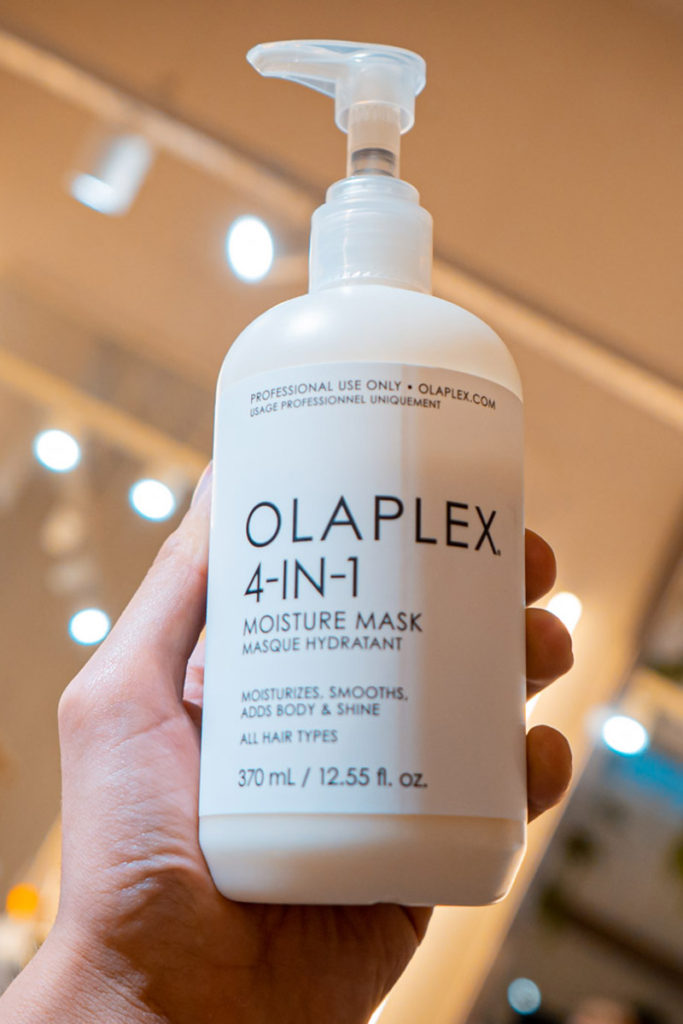 PROFESSIONAL USE ONLY • OLAPLEX.COM
USAGE PROFESSIONNEL UNIQUEMENT
OLAPLEX®
4-IN-1
MOISTURE MASK
MASQUE HYDRATANT
MOISTURIZES, SMOOTHS,
ADDS BODY & SHINE
ALL HAIR TYPES
370 mL / 12.55 fl. oz.